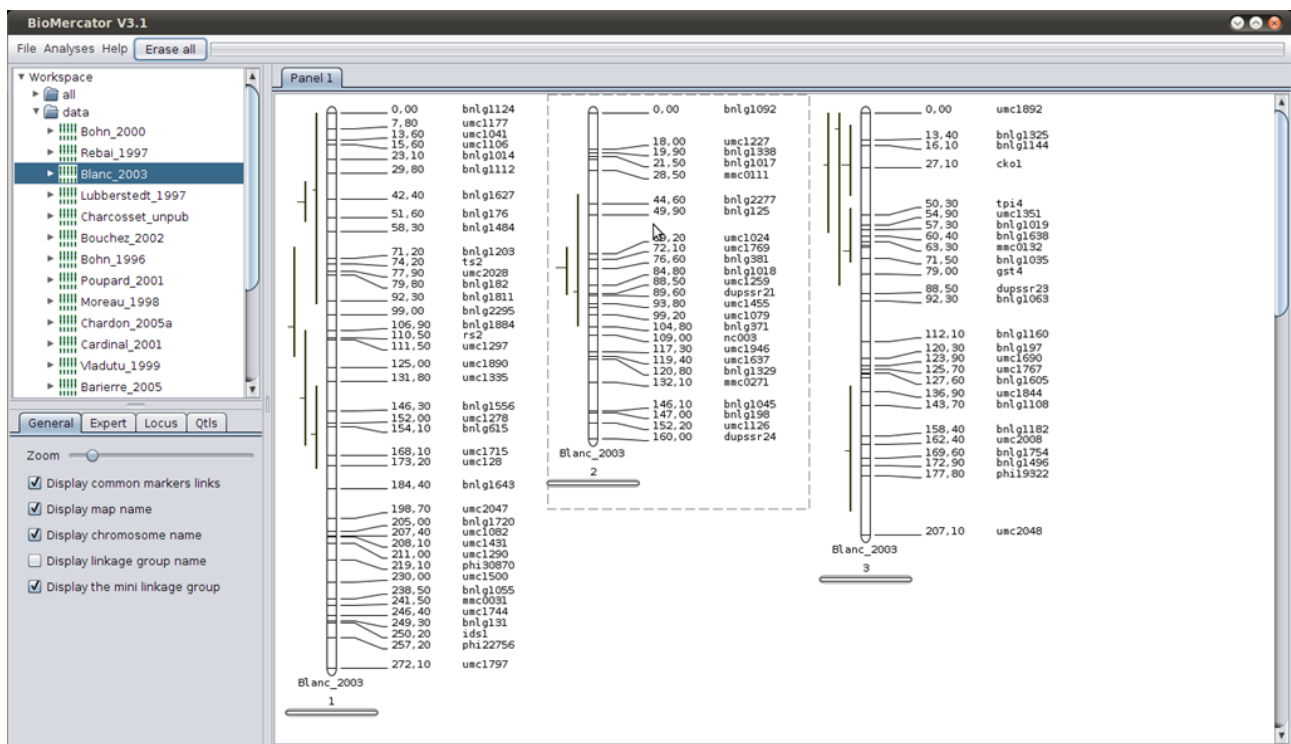 BioMercator V3.1
File Analyses Help Erase all
Workspace
all
data
Bohn_2000
Rebai_1997
Blanc_2003
Lubberstedt_1997
Charcosset_unpub
Bouchez_2002
Bohn_1996
Poupard_2001
Moreau_1998
Chardon_2005a
Cardinal_2001
Vladutu_1999
Barierre_2005
General Expert Locus Qtls
Zoom
Display common markers links
Display map name
Display chromosome name
Display linkage group name
Display the mini linkage group
Panel 1
0,00 bnlg1124
7,80 umc1177
13,60 umc1041
15,60 umc1106
23,10 bnlg1014
29,80 bnlg1112
42,40 bnlg1627
51,60 bnlg176
58,30 bnlg1484
71,20 bnlg1203
74,20 ts2
77,90 umc2028
79,80 bnlg182
92,30 bnlg1811
99,00 bnlg2295
106,90 bnlg1884
110,50 rs2
111,50 umc1297
125,00 umc1890
131,80 umc1335
146,30 bnlg1556
152,00 umc1278
154,10 bnlg615
168,10 umc1715
173,20 umc128
184,40 bnlg1643
198,70 umc2047
205,00 bnlg1720
207,40 umc1082
208,10 umc1431
211,00 umc1290
219,10 phi30870
230,00 umc1500
238,50 bnlg1055
241,50 mmc0031
246,40 umc1744
249,30 bnlg131
250,20 ids1
257,20 phi22756
272,10 umc1797
Blanc_2003
1
0,00 bnlg1092
18,00 umc1227
19,90 bnlg1338
21,50 bnlg1017
28,50 mmc0111
44,60 bnlg2277
49,90 bnlg125
69,20 umc1024
72,10 umc1769
76,60 bnlg381
84,80 bnlg1018
88,50 umc1259
89,60 dupssr21
93,80 umc1455
99,20 umc1079
104,80 bnlg371
109,00 nc003
117,30 umc1946
119,40 umc1637
120,80 bnlg1329
132,10 mmc0271
146,10 bnlg1045
147,00 bnlg198
152,20 umc1126
160,00 dupssr24
Blanc_2003
2
0,00 umc1892
13,40 bnlg1325
16,10 bnlg1144
27,10 cko1
50,30 tpi4
54,90 umc1351
57,30 bnlg1019
60,40 bnlg1638
63,30 mmc0132
71,50 bnlg1035
79,00 gst4
88,50 dupssr23
92,30 bnlg1063
112,10 bnlg1160
120,30 bnlg197
123,90 umc1690
125,70 umc1767
127,60 bnlg1605
136,90 umc1844
143,70 bnlg1108
158,40 bnlg1182
162,40 umc2008
169,60 bnlg1754
172,90 bnlg1496
177,80 phi19322
207,10 umc2048
Blanc_2003
3